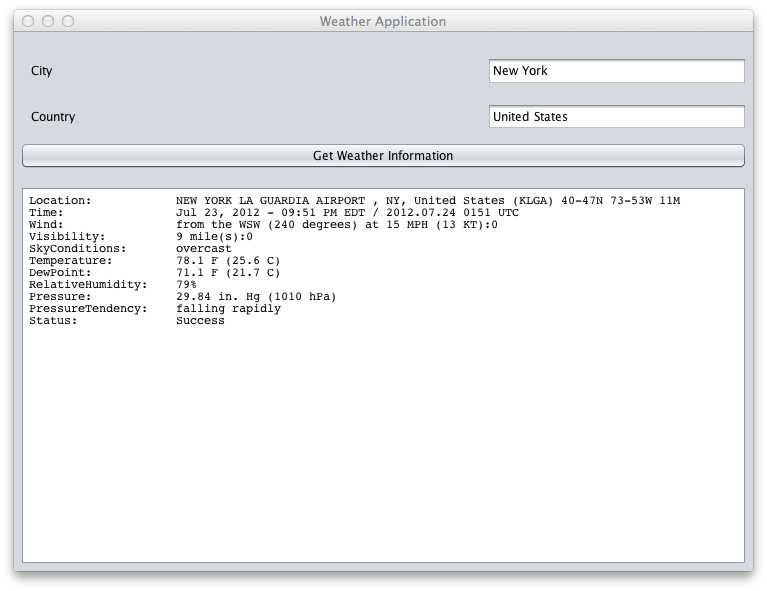 Weather Application
City New York
Country United States
Get Weather Information
Location: NEW YORK LA GUARDIA AIRPORT , NY, United States (KLGA) 40-47N 73-53W 11M
Time: Jul 23, 2012 - 09:51 PM EDT / 2012.07.24 0151 UTC
Wind: from the WSW (240 degrees) at 15 MPH (13 KT):0
Visibility: 9 mile(s):0
SkyConditions: overcast
Temperature: 78.1 F (25.6 C)
DewPoint: 71.1 F (21.7 C)
RelativeHumidity: 79%
Pressure: 29.84 in. Hg (1010 hPa)
PressureTendency: falling rapidly
Status: Success